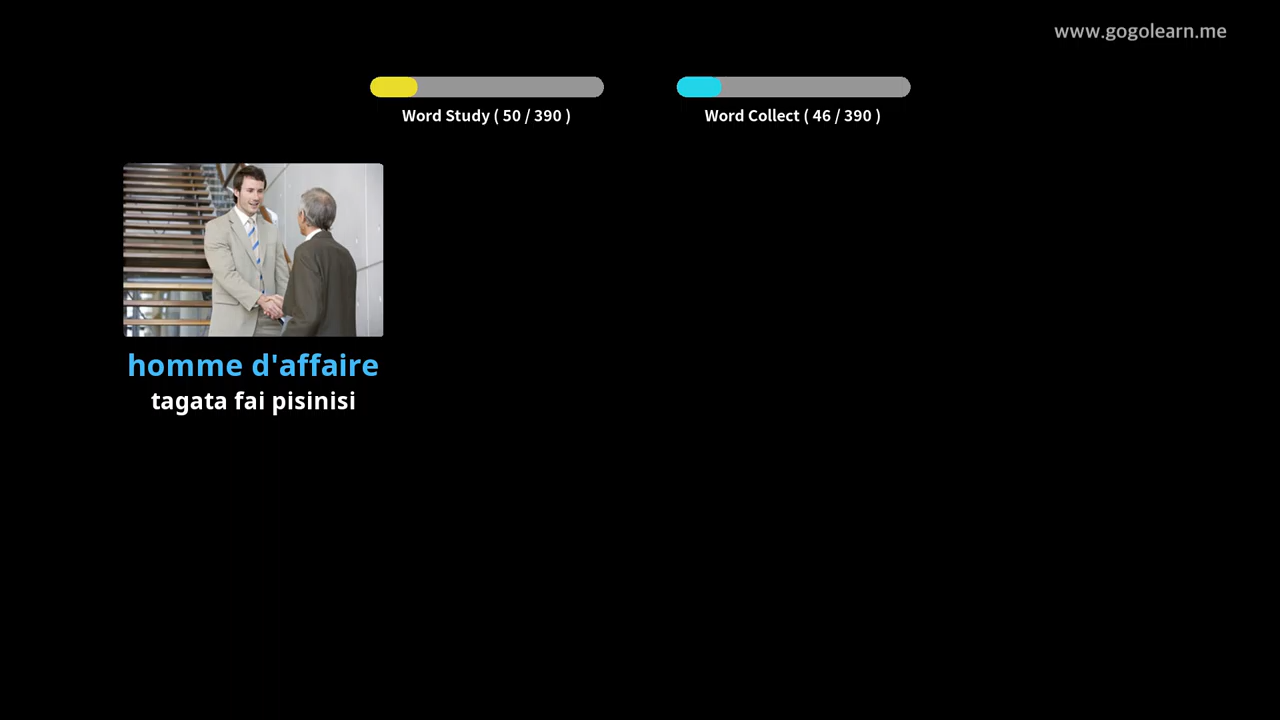 www.gogolearn.me
Word Study ( 50 / 390 )
Word Collect ( 46 / 390 )
homme d'affaire
tagata fai pisinisi